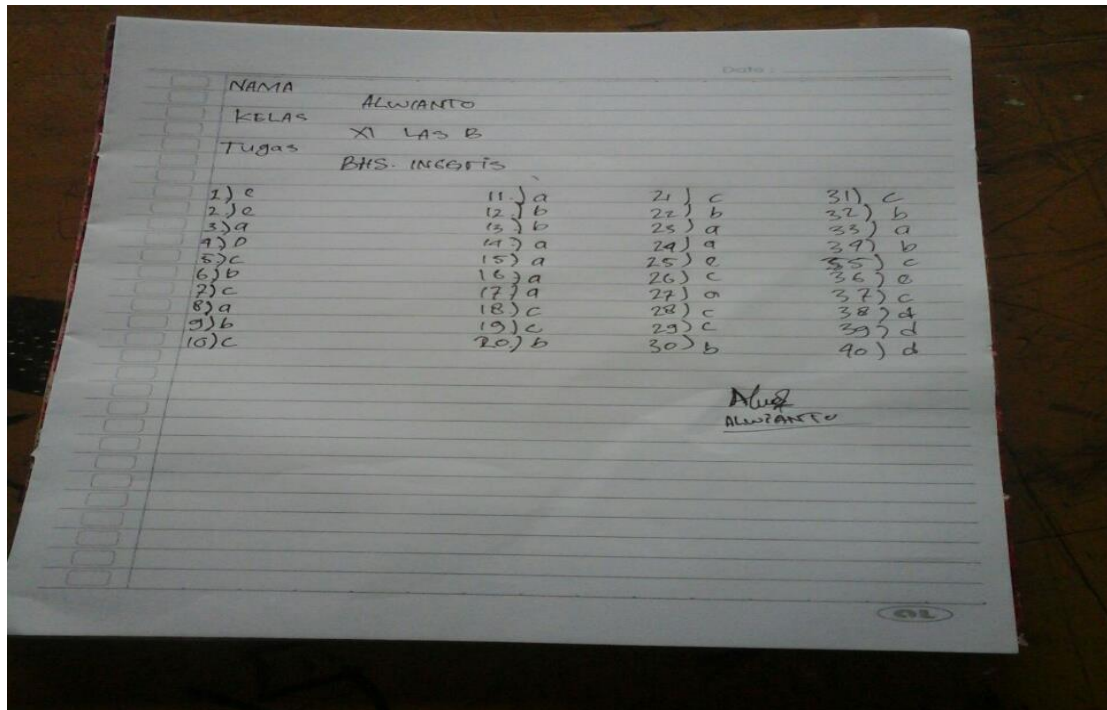 Date :
NAMA
ALWIANTO
KELAS
XI LAS B
Tugas
BHS. INGGRIS
1) e
2) e
3) a
4) D
5) c
6) b
7) c
8) a
9) b
10) c
11.) a
12.) b
13.) b
14.) a
15) a
16) a
17) a
18) c
19) c
20.) b
21) c
22) b
23) a
24) a
25) e
26) c
27) a
28) c
29) c
30) b
31) c
32) b
33) a
34) b
35) c
36) e
37) c
38) d
39) d
40) d
ALWIANTO